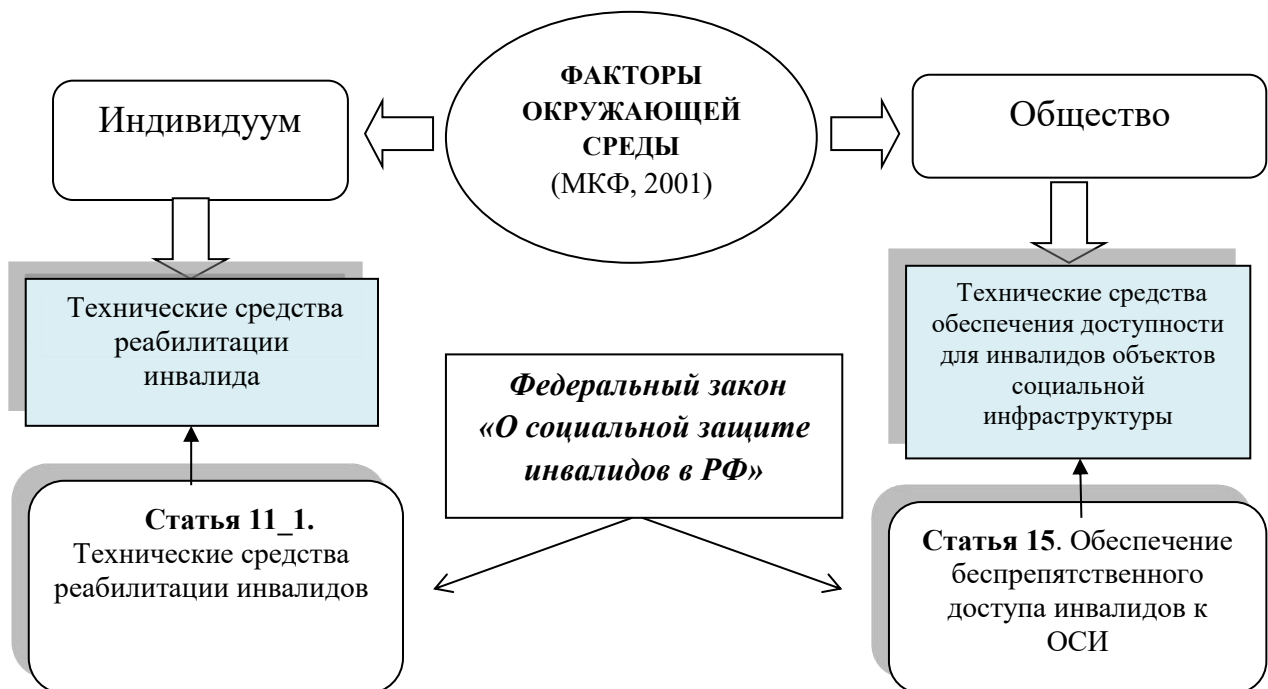 Индивидуум
ФАКТОРЫ
ОКРУЖАЮЩЕЙ
СРЕДЫ
(МКФ, 2001)
Общество
Технические средства
реабилитации
инвалида
Технические средства
обеспечения доступности
для инвалидов объектов
социальной
инфраструктуры
Федеральный закон
«О социальной защите
инвалидов в РФ»
Статья 11_1.
Технические средства
реабилитации инвалидов
Статья 15. Обеспечение
беспрепятственного
доступа инвалидов к
ОСИ